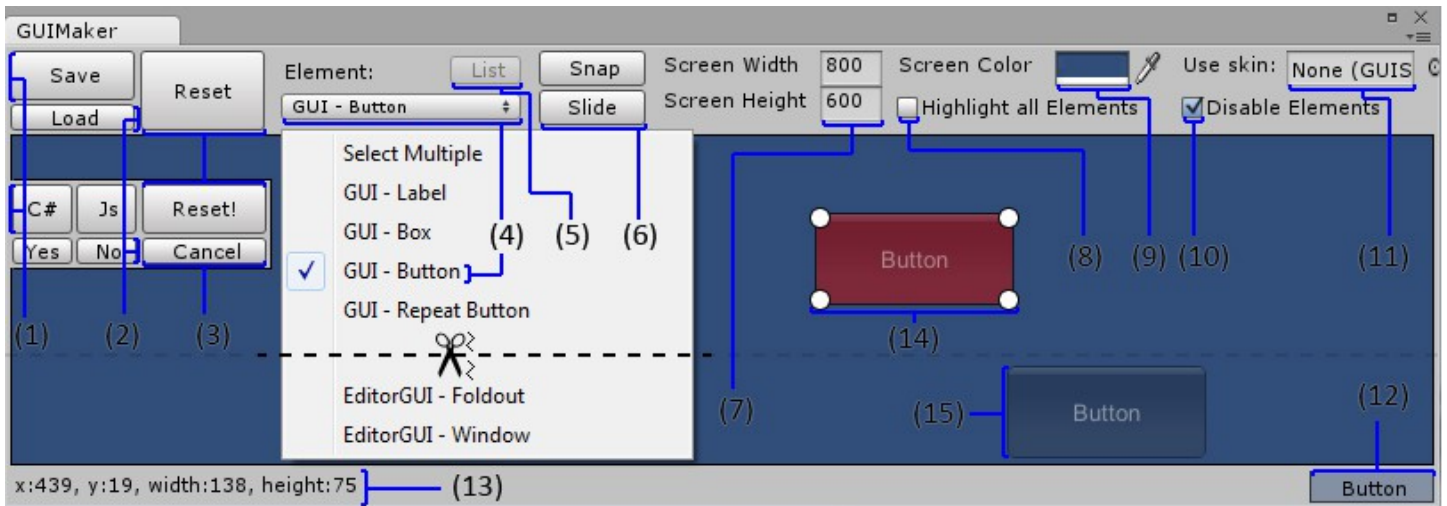 GUIMaker
Save
Load
Reset
Element:
List
GUI - Button
Snap
Slide
Screen Width 800
Screen Height 600
Screen Color
Highlight all Elements
Use skin: None (GUIS
Disable Elements
C#
Js
Reset!
Yes
No
Cancel
Select Multiple
GUI - Label
GUI - Box
GUI - Button
GUI - Repeat Button
EditorGUI - Foldout
EditorGUI - Window
(4) (5) (6)
Button
(8) (9) (10) (11)
(1) (2) (3)
(14)
(7)
(15)
Button
(12)
x:439, y:19, width:138, height:75
(13)
Button